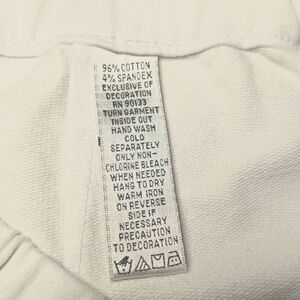 96% COTTON
4% SPANDEX
EXCLUSIVE OF
DECORATION
RN 90133
TURN GARMENT
INSIDE OUT
HAND WASH
COLD
SEPARATELY
ONLY NON-
CHLORINE BLEACH
WHEN NEEDED
HANG TO DRY
WARM IRON
ON REVERSE
SIDE IF
NECESSARY
PRECAUTION
TO DECORATION